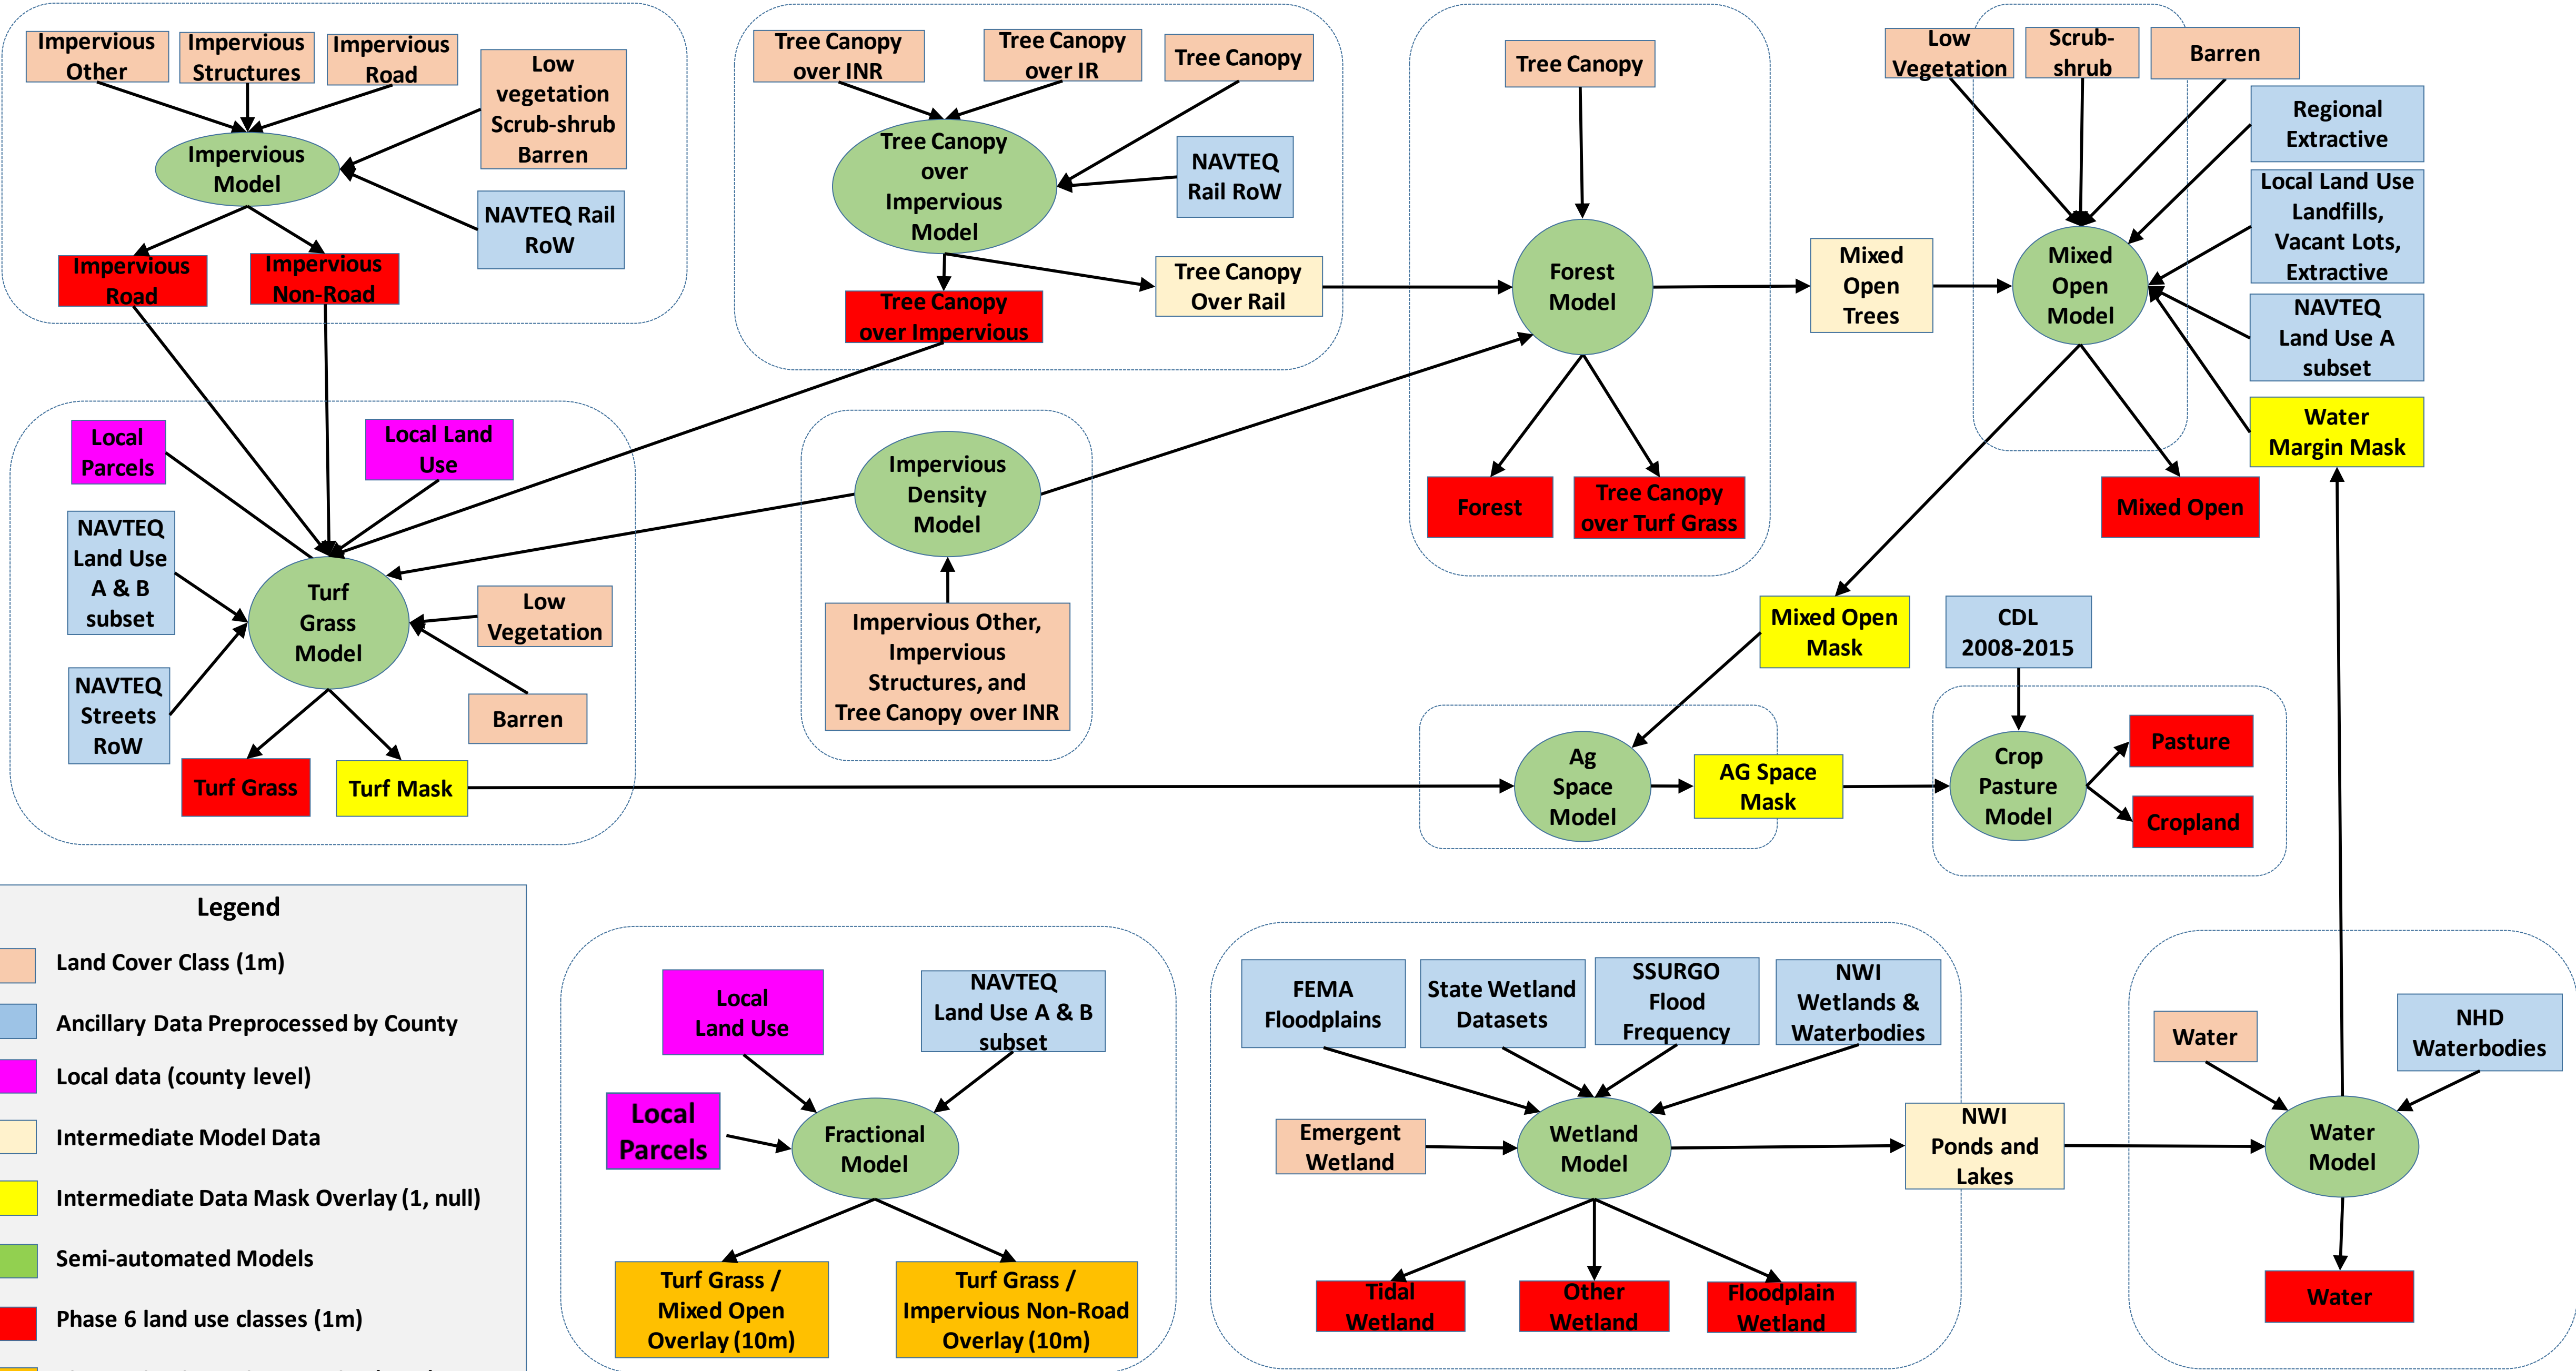 Impervious
Other
Impervious
Structures
Impervious
Road
Low
vegetation
Scrub-shrub
Barren
Impervious
Model
NAVTEQ Rail
RoW
Impervious
Road
Impervious
Non-Road
Tree Canopy
over INR
Tree Canopy
over IR
Tree Canopy
Tree Canopy
over
Impervious
Model
NAVTEQ
Rail RoW
Tree Canopy
Over Rail
Tree Canopy
over Impervious
Tree Canopy
Forest
Model
Forest
Tree Canopy
over Turf Grass
Mixed
Open
Trees
Low
Vegetation
Scrub-
shrub
Barren
Regional
Extractive
Local Land Use
Landfills,
Vacant Lots,
Extractive
Mixed
Open
Model
NAVTEQ
Land Use A
subset
Water
Margin Mask
Mixed Open
Local
Parcels
Local Land
Use
NAVTEQ
Land Use
A & B
subset
Turf
Grass
Model
Low
Vegetation
NAVTEQ
Streets
RoW
Barren
Turf Grass
Turf Mask
Impervious
Density
Model
Impervious Other,
Impervious
Structures, and
Tree Canopy over INR
Mixed Open
Mask
CDL
2008-2015
Ag
Space
Model
AG Space
Mask
Crop
Pasture
Model
Pasture
Cropland
Legend
Land Cover Class (1m)
Ancillary Data Preprocessed by County
Local data (county level)
Intermediate Model Data
Intermediate Data Mask Overlay (1, null)
Semi-automated Models
Phase 6 land use classes (1m)
Local
Land Use
NAVTEQ
Land Use A & B
subset
Local
Parcels
Fractional
Model
Turf Grass /
Mixed Open
Overlay (10m)
Turf Grass /
Impervious Non-Road
Overlay (10m)
FEMA
Floodplains
State Wetland
Datasets
SSURGO
Flood
Frequency
NWI
Wetlands &
Waterbodies
Emergent
Wetland
Wetland
Model
NWI
Ponds and
Lakes
Tidal
Wetland
Other
Wetland
Floodplain
Wetland
Water
NHD
Waterbodies
Water
Model
Water